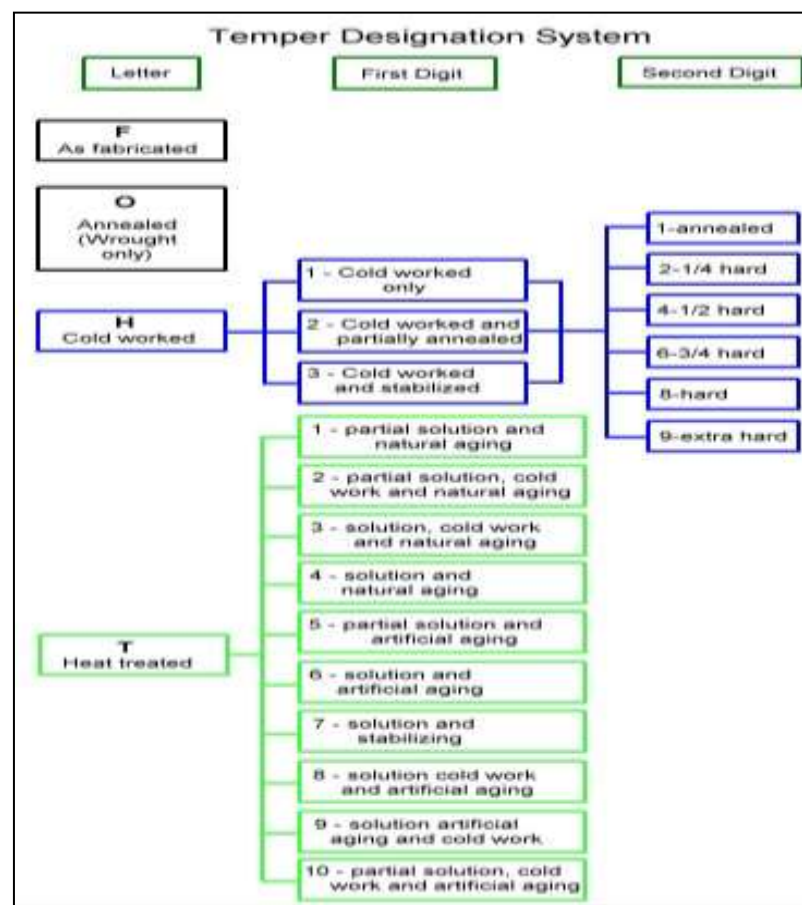 Temper Designation System
Letter
First Digit
Second Digit
F
As fabricated
O
Annealed
(Wrought
only)
H
Cold worked
1 - Cold worked
only
2 - Cold worked and
partially annealed
3 - Cold worked
and stabilized
1-annealed
2-1/4 hard
4-1/2 hard
6-3/4 hard
8-hard
9-extra hard
T
Heat treated
1 - partial solution and
natural aging
2 - partial solution, cold
work and natural aging
3 - solution, cold work
and natural aging
4 - solution and
natural aging
5 - partial solution and
artificial aging
6 - solution and
artificial aging
7 - solution and
stabilizing
8 - solution cold work
and artificial aging
9 - solution artificial
aging and cold work
10 - partial solution, cold
work and artificial aging